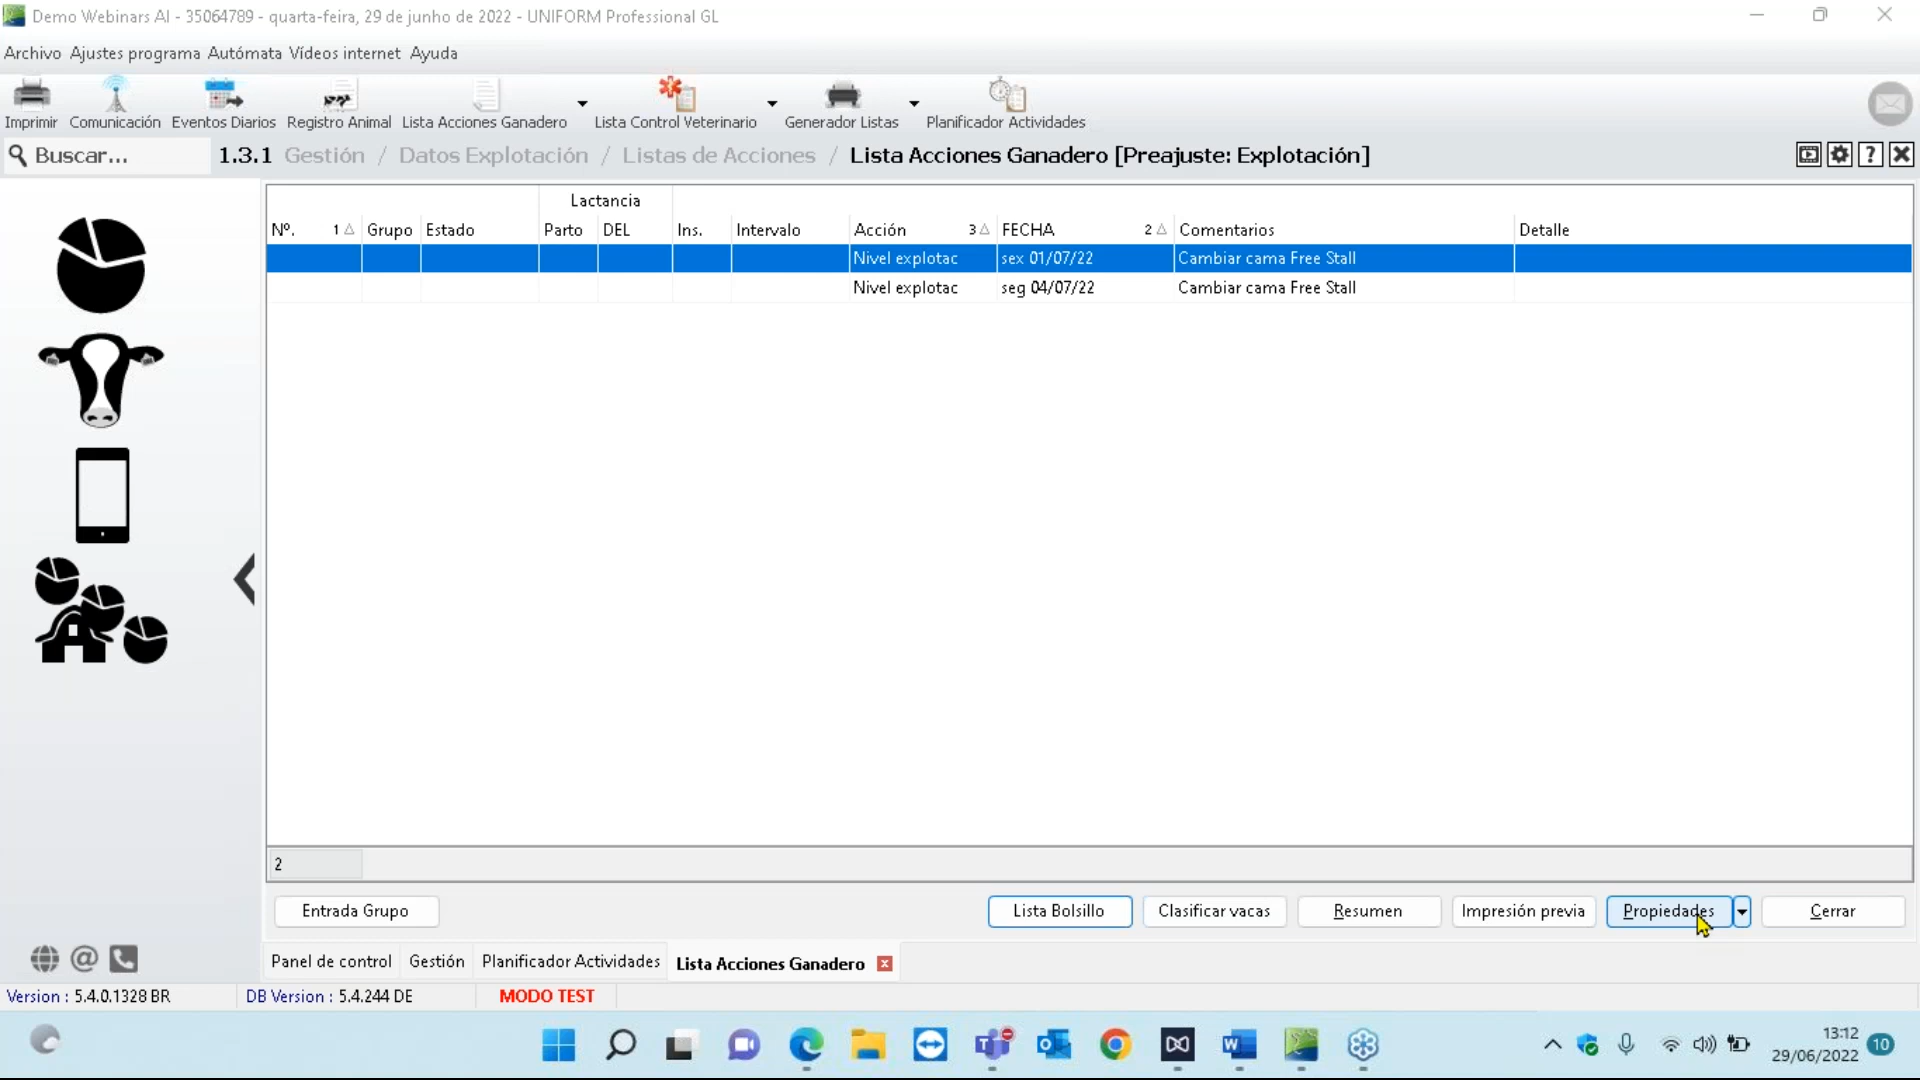 Demo Webinars AI - 35064789 - quarta-feira, 29 de junho de 2022 - UNIFORM Professional GL
Archivo Ajustes programa Autómata Vídeos internet Ayuda
Imprimir Comunicación Eventos Diarios Registro Animal Lista Acciones Ganadero Lista Control Veterinario Generador Listas Planificador Actividades
Buscar... 1.3.1 Gestión / Datos Explotación / Listas de Acciones / Lista Acciones Ganadero [Preajuste: Explotación]
Lactancia
Nº. 1 Grupo Estado Parto DEL Ins. Intervalo Acción 3 FECHA 2 Comentarios Detalle
Nivel explotac sex 01/07/22 Cambiar cama Free Stall
Nivel explotac seg 04/07/22 Cambiar cama Free Stall
2
Entrada Grupo Lista Bolsillo Clasificar vacas Resumen Impresión previa Propiedades Cerrar
Panel de control Gestión Planificador Actividades Lista Acciones Ganadero
Version : 5.4.0.1328 BR DB Version : 5.4.244 DE MODO TEST
13:12
29/06/2022 10